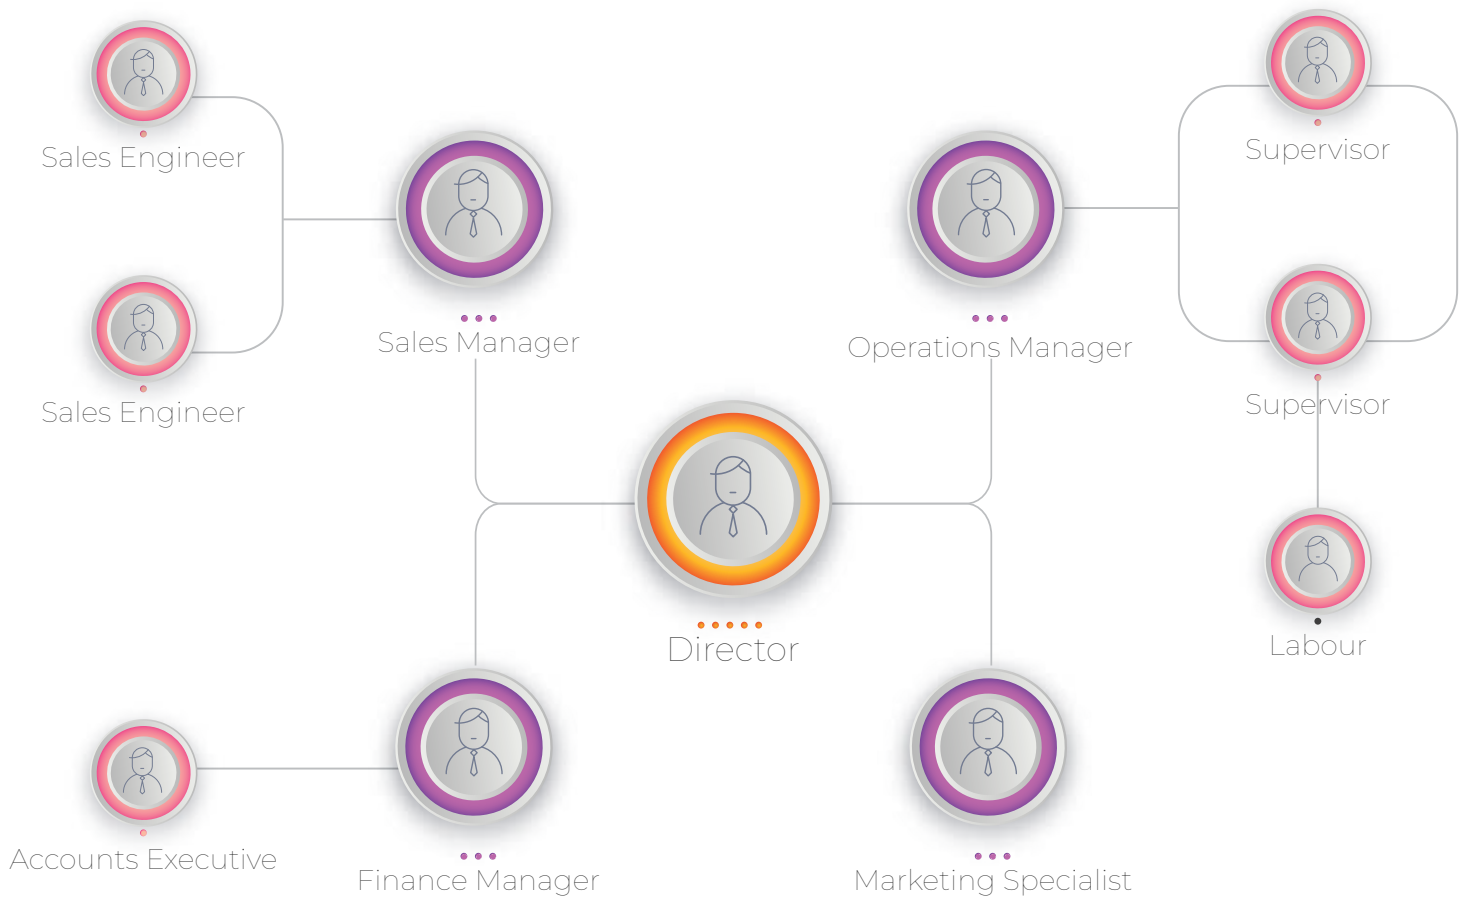 Sales Engineer
Supervisor
Sales Manager
Operations Manager
Sales Engineer
Supervisor
Director
Labour
Accounts Executive
Finance Manager
Marketing Specialist